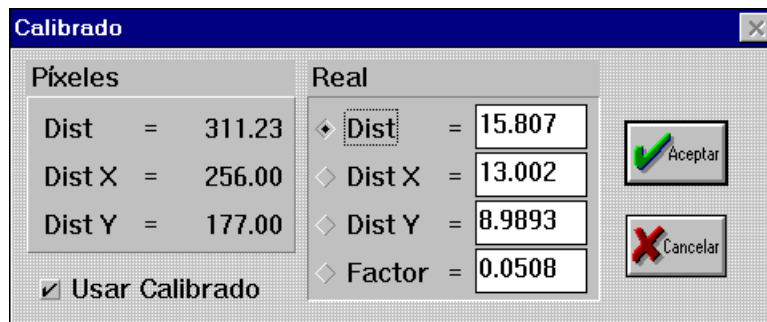 Calibrado
Píxeles
Dist = 311.23
Dist X = 256.00
Dist Y = 177.00
Usar Calibrado
Real
Dist = 15.807
Dist X = 13.002
Dist Y = 8.9893
Factor = 0.0508
Aceptar
Cancelar